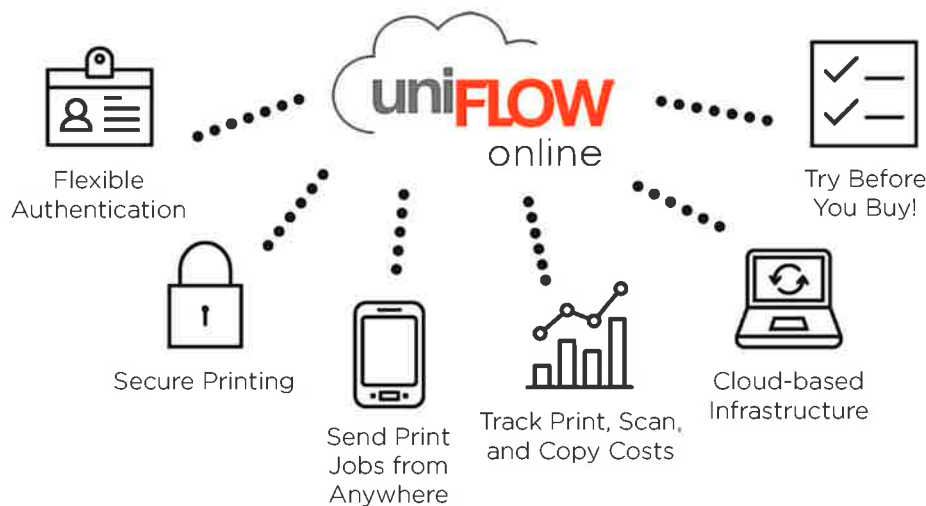 uniFLOW
online
Flexible
Authentication
Secure Printing
Send Print
Jobs from
Anywhere
Track Print, Scan,
and Copy Costs
Cloud-based
Infrastructure
Try Before
You Buy!